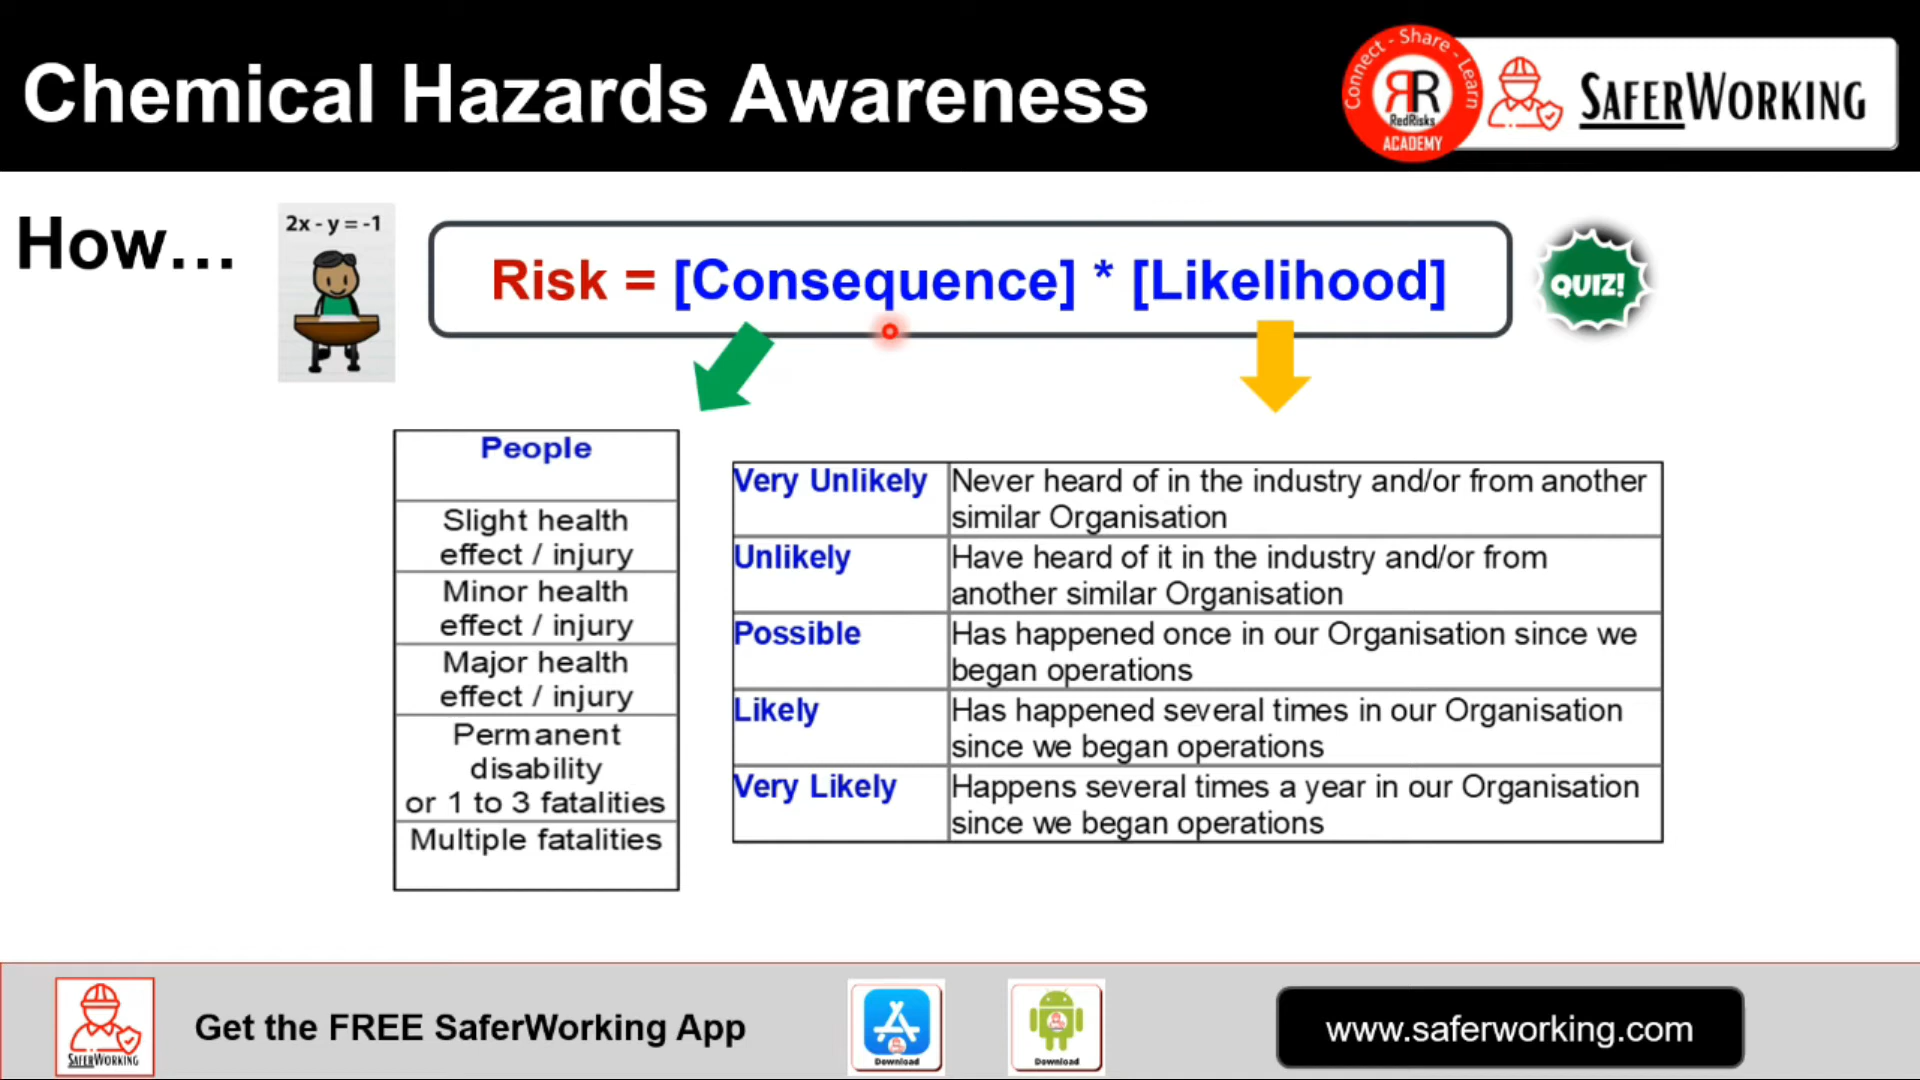 Chemical Hazards Awareness
Connect - Share - Learn
RR
RedRisks
ACADEMY
SAFERWORKING
How...
2x - y = -1
Risk = [Consequence] * [Likelihood]
QUIZ!
People
Slight health
effect / injury
Minor health
effect / injury
Major health
effect / injury
Permanent
disability
or 1 to 3 fatalities
Multiple fatalities
Very Unlikely Never heard of in the industry and/or from another
similar Organisation
Unlikely Have heard of it in the industry and/or from
another similar Organisation
Possible Has happened once in our Organisation since we
began operations
Likely Has happened several times in our Organisation
since we began operations
Very Likely Happens several times a year in our Organisation
since we began operations
SAFERWORKING
Get the FREE SaferWorking App
Download
Download
www.saferworking.com